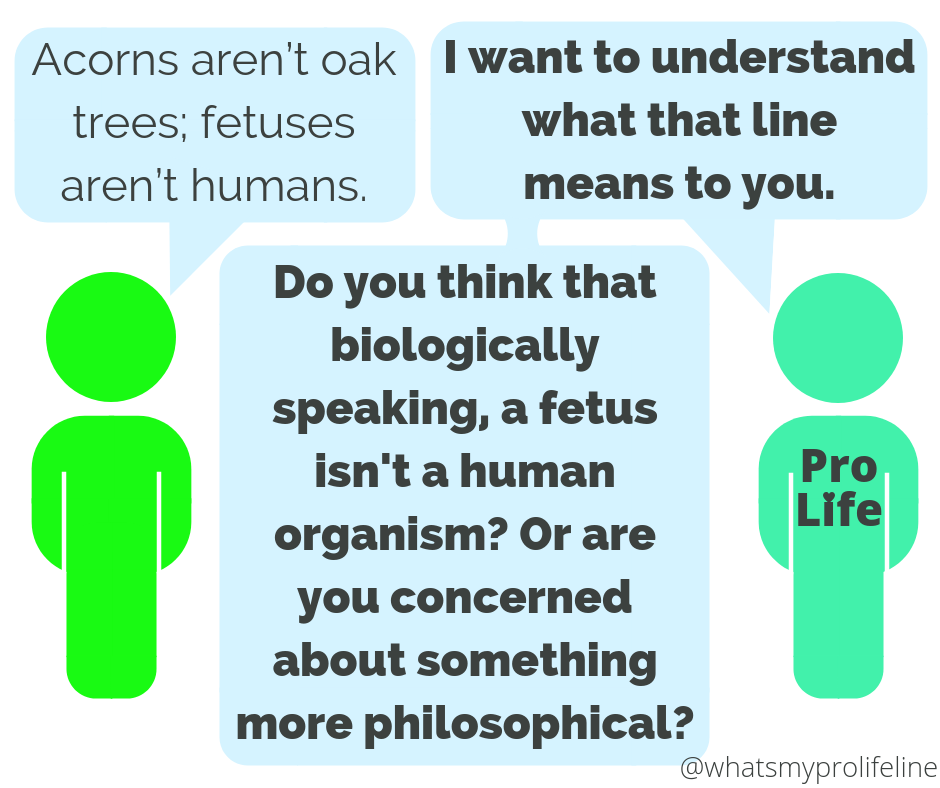 Acorns aren’t oak
trees; fetuses
aren’t humans.
I want to understand
what that line
means to you.
Do you think that
biologically
speaking, a fetus
isn't a human
organism? Or are
you concerned
about something
more philosophical?
Pro
Life
@whatsmyprolifeline